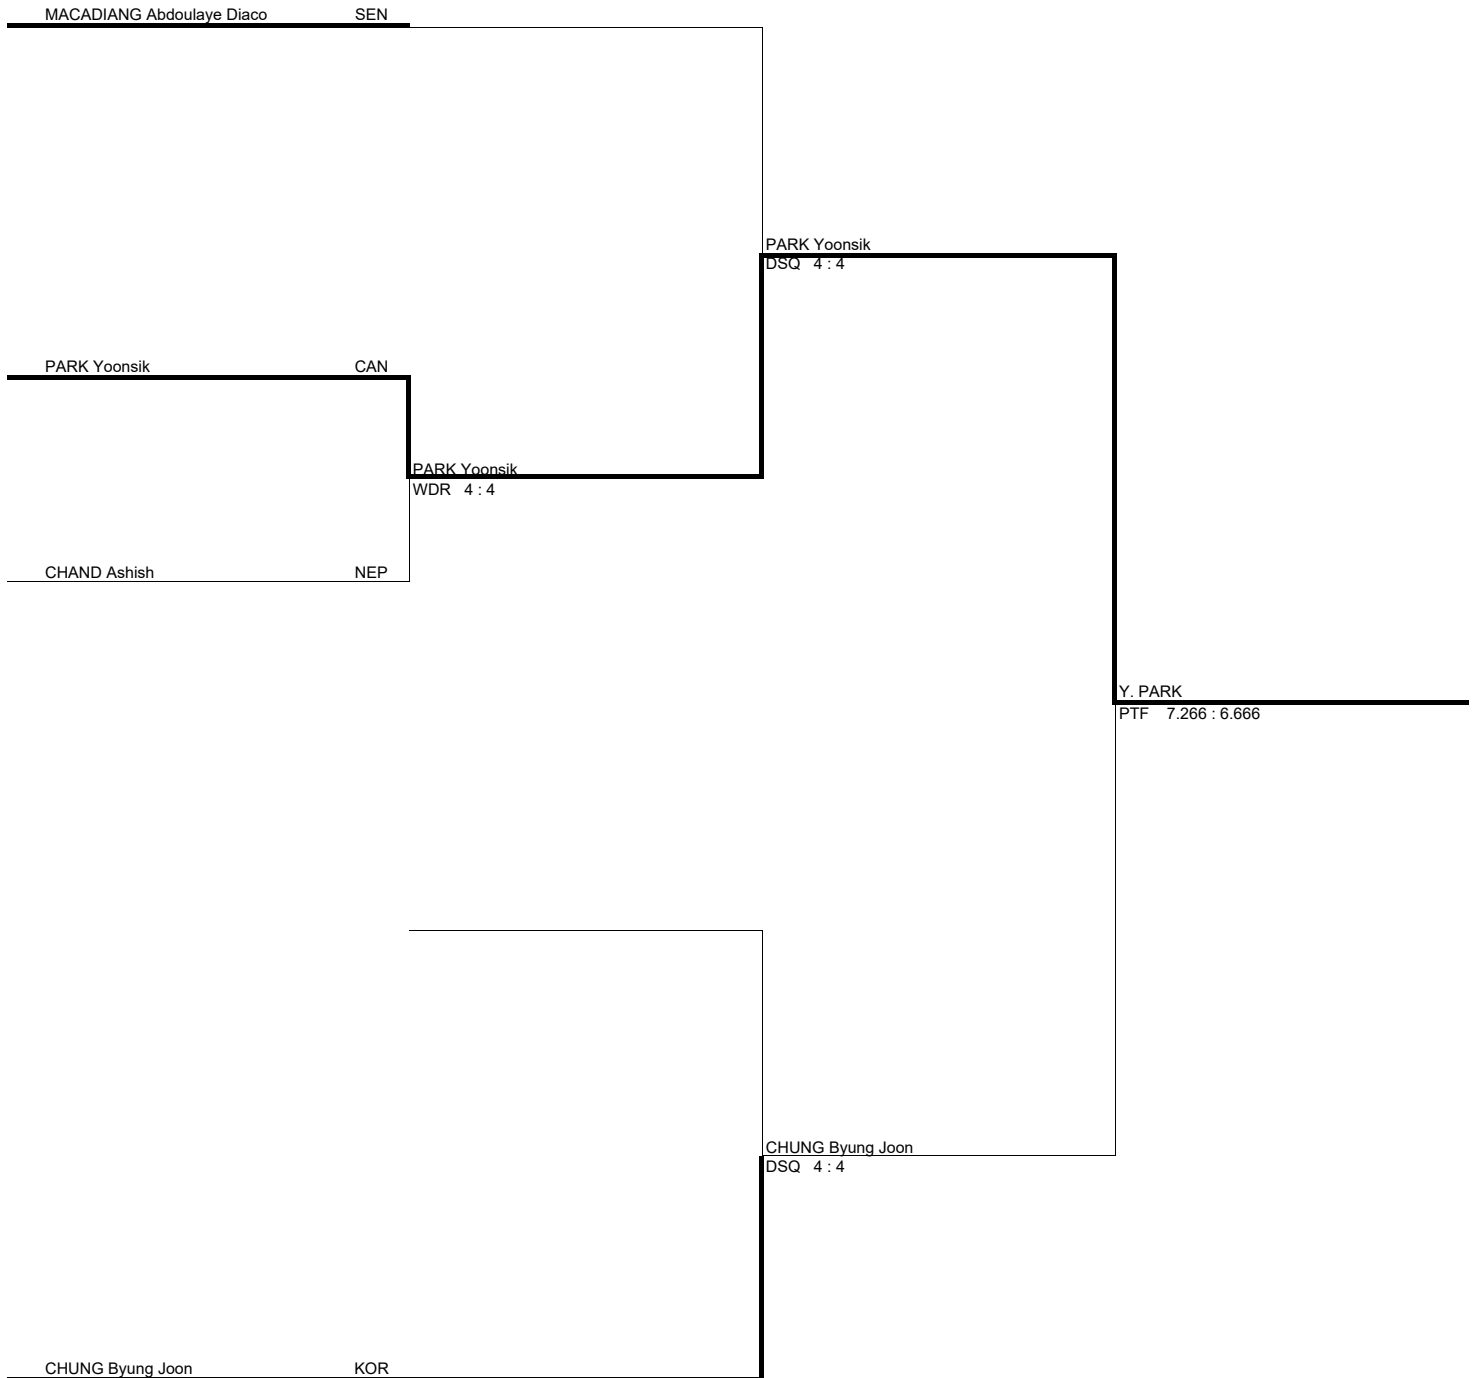 MACADIANG Abdoulaye Diaco SEN
PARK Yoonsik
DSQ 4 : 4
PARK Yoonsik CAN
PARK Yoonsik
WDR 4 : 4
CHAND Ashish NEP
Y. PARK
PTF 7.266 : 6.666
CHUNG Byung Joon
DSQ 4 : 4
CHUNG Byung Joon KOR